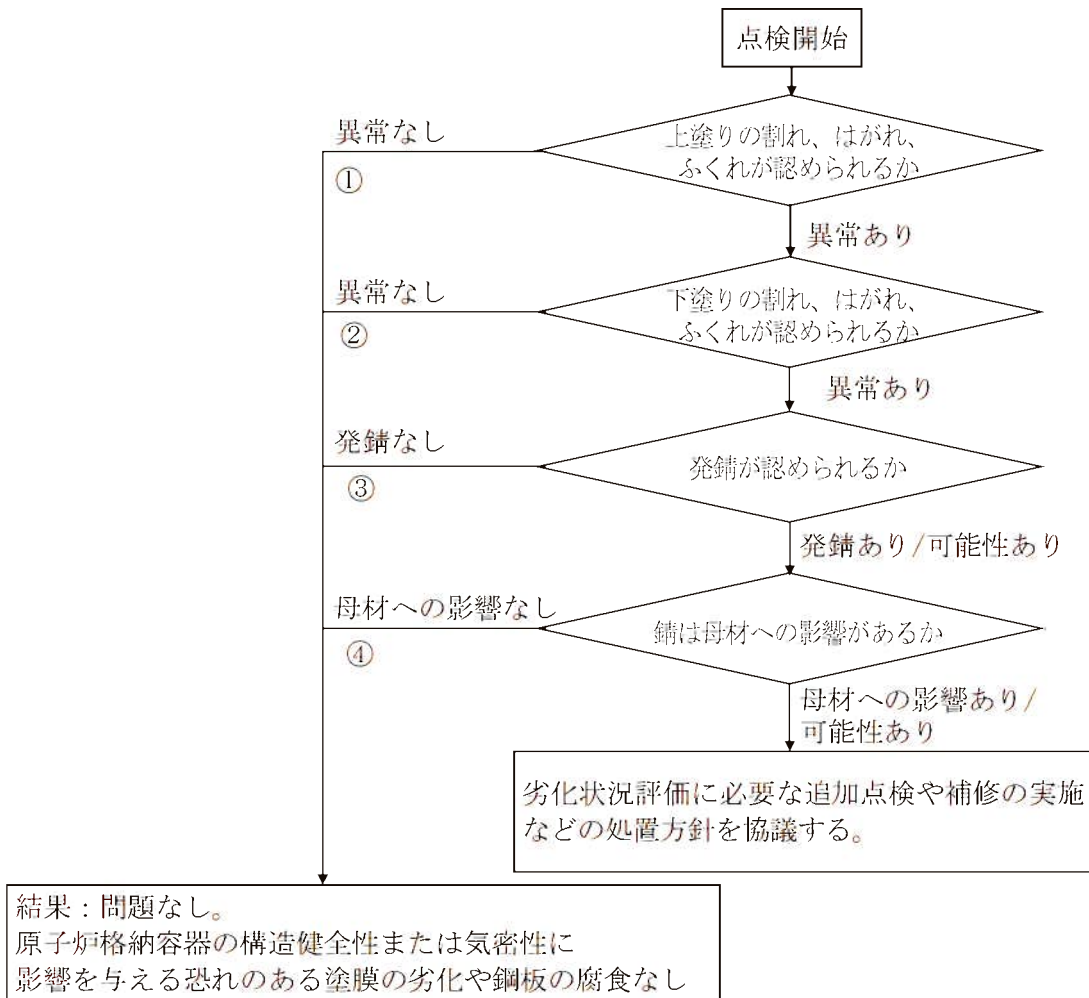 点検開始
上塗りの割れ、はがれ、
ふくれが認められるか
異常なし
①
異常あり
下塗りの割れ、はがれ、
ふくれが認められるか
異常なし
②
異常あり
発錆が認められるか
発錆なし
③
発錆あり/可能性あり
錆は母材への影響があるか
母材への影響なし
④
母材への影響あり/
可能性あり
劣化状況評価に必要な追加点検や補修の実施
などの処置方針を協議する。
結果：問題なし。
原子炉格納容器の構造健全性または気密性に
影響を与える恐れのある塗膜の劣化や鋼板の腐食なし